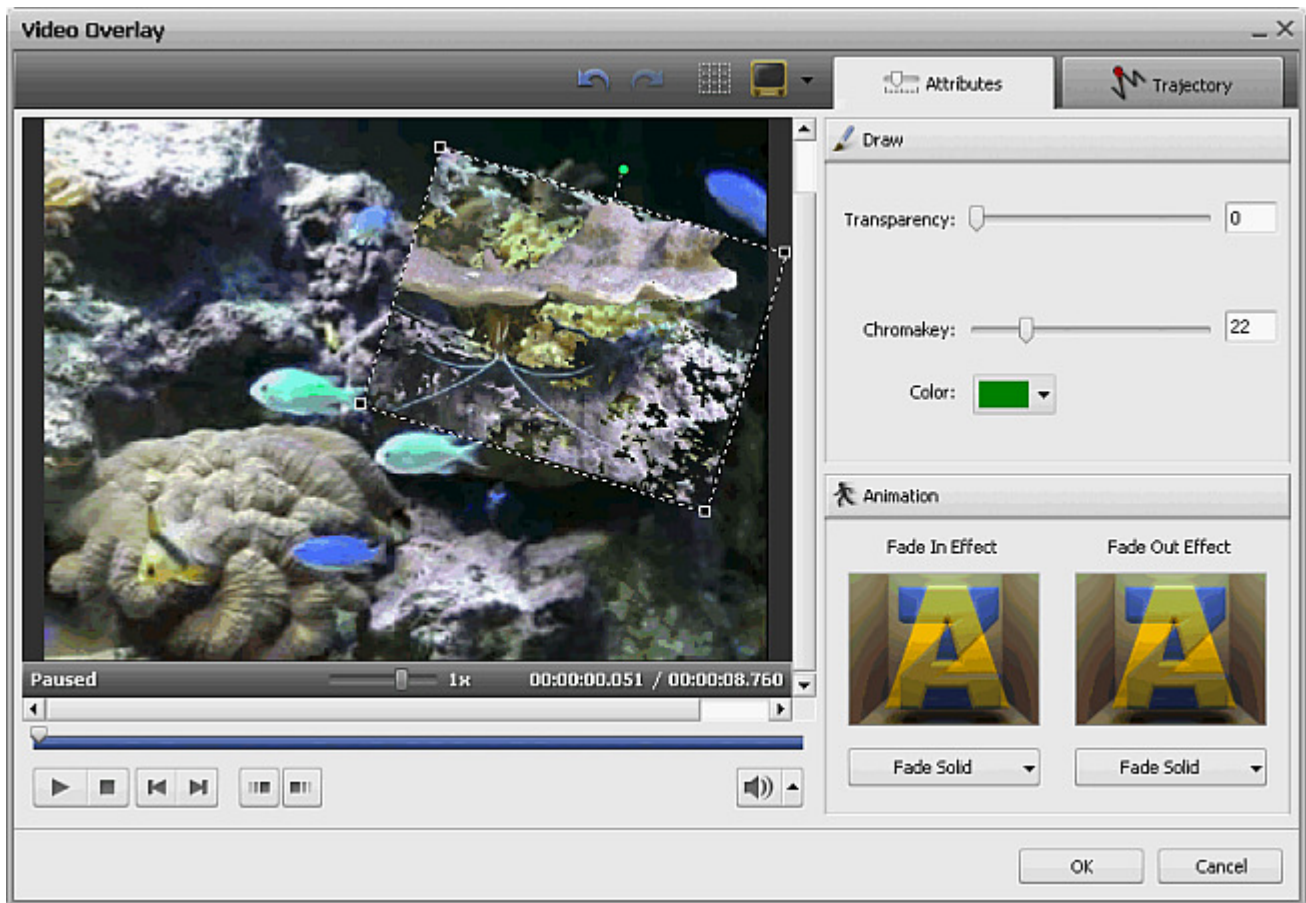 Video Overlay
Attributes
Trajectory
Draw
Transparency: 0
Chromakey: 22
Color:
Animation
Fade In Effect Fade Out Effect
A A
Fade Solid Fade Solid
Paused 1x 00:00:00.051 / 00:00:08.760
OK Cancel